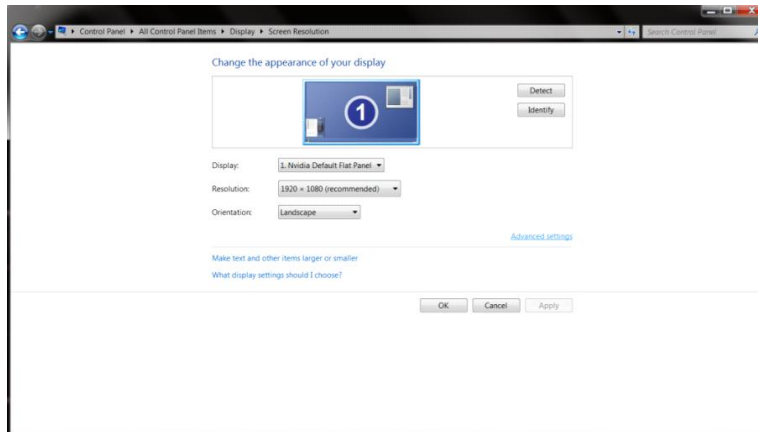 Control Panel ▸ All Control Panel Items ▸ Display ▸ Screen Resolution
Search Control Panel
Change the appearance of your display
1
Detect
Identify
Display: 1. Nvidia Default Flat Panel
Resolution: 1920 × 1080 (recommended)
Orientation: Landscape
Advanced settings
Make text and other items larger or smaller
What display settings should I choose?
OK Cancel Apply